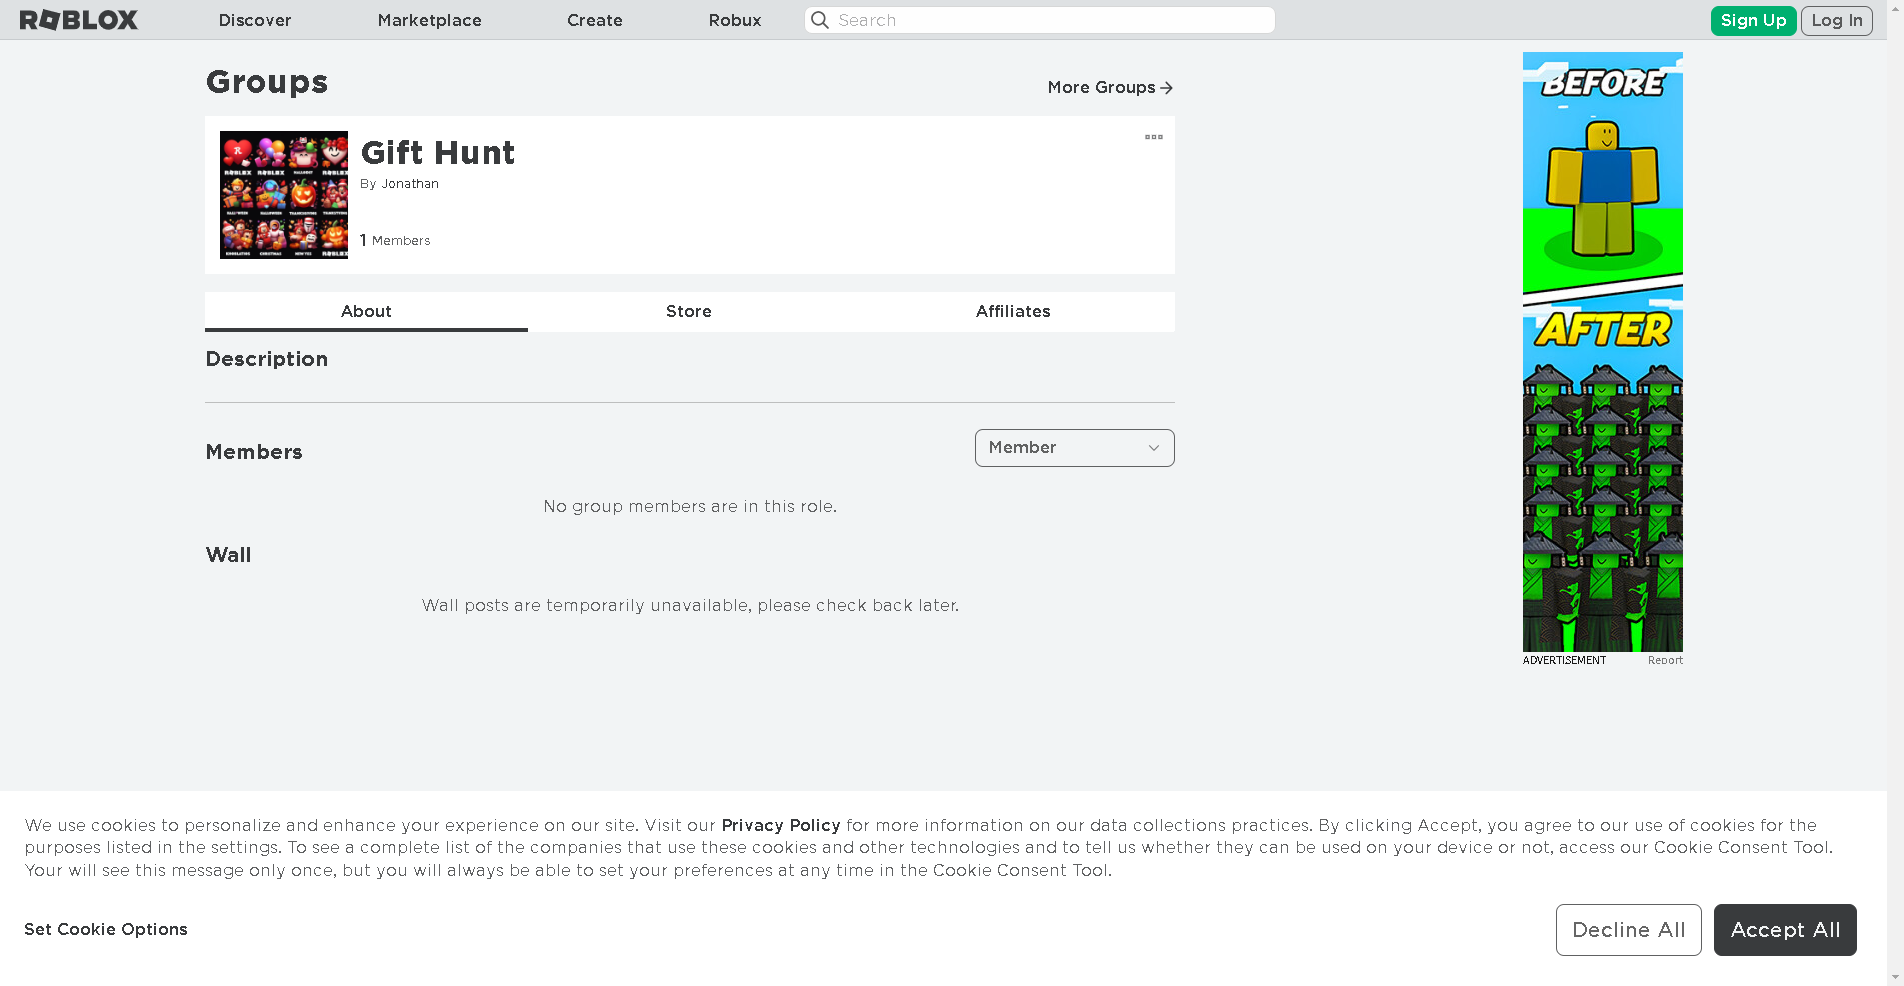 ROBLOX
Discover
Marketplace
Create
Robux
Search
Sign Up
Log In
Groups
More Groups
Gift Hunt
By Jonathan
1 Members
About
Store
Affiliates
Description
Members
Member
No group members are in this role.
Wall
Wall posts are temporarily unavailable, please check back later.
BEFORE
AFTER
ADVERTISEMENT
Report
We use cookies to personalize and enhance your experience on our site. Visit our Privacy Policy for more information on our data collections practices. By clicking Accept, you agree to our use of cookies for the
purposes listed in the settings. To see a complete list of the companies that use these cookies and other technologies and to tell us whether they can be used on your device or not, access our Cookie Consent Tool.
Your will see this message only once, but you will always be able to set your preferences at any time in the Cookie Consent Tool.
Set Cookie Options
Decline All
Accept All